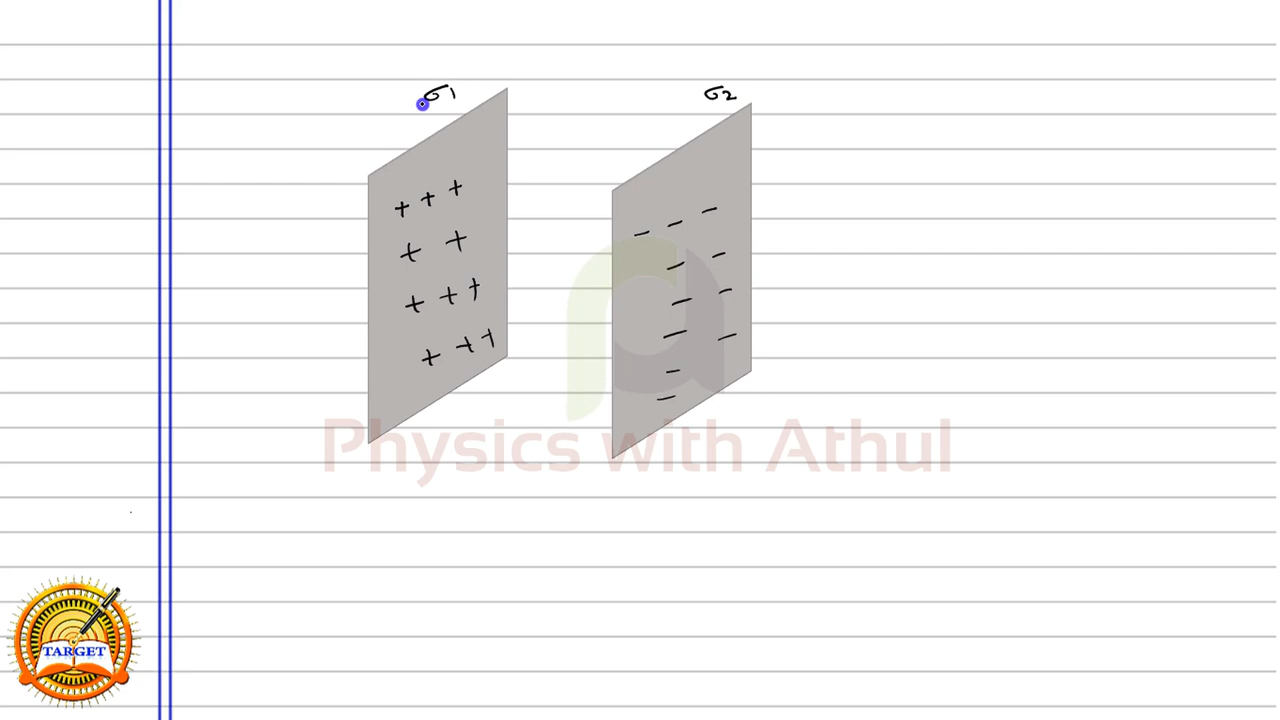 σ1 σ2
+ + +
+ +
+ + +
+ + +
− − −
− −
− −
− −
−
−
Physics with Athul
TARGET